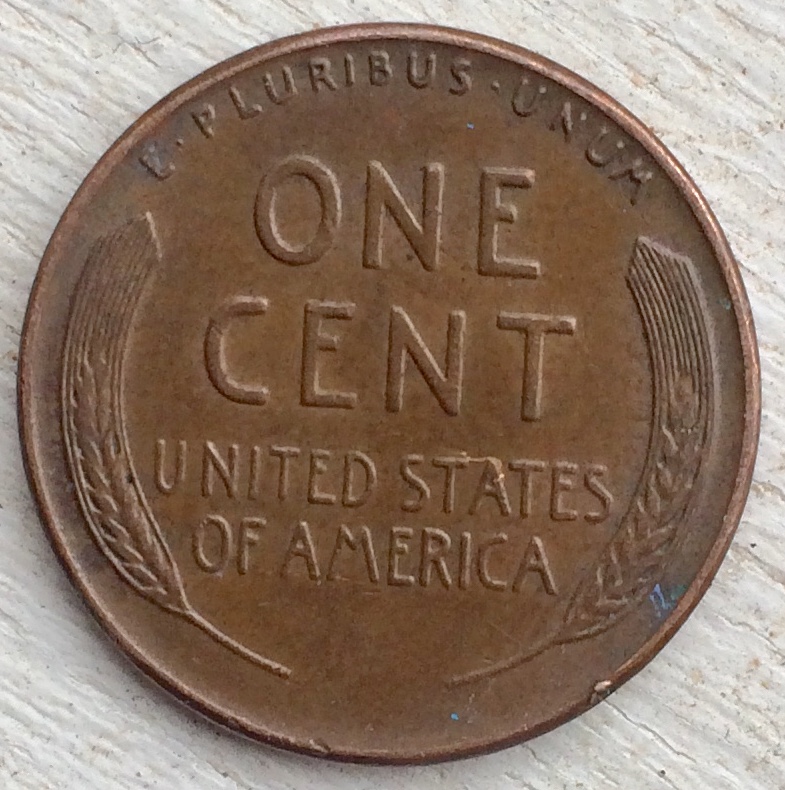 E·PLURIBUS·UNUM
ONE
CENT
UNITED STATES
OF AMERICA